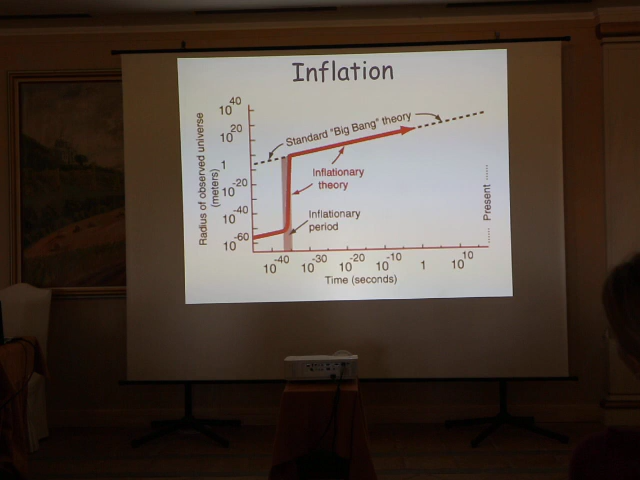 Inflation
Radius of observed universe
(meters)
10^40
10^20
1
10^-20
10^-40
10^-60
Standard "Big Bang" theory
Inflationary
theory
Inflationary
period
Present
10^-40 10^-30 10^-20 10^-10 1 10^10
Time (seconds)